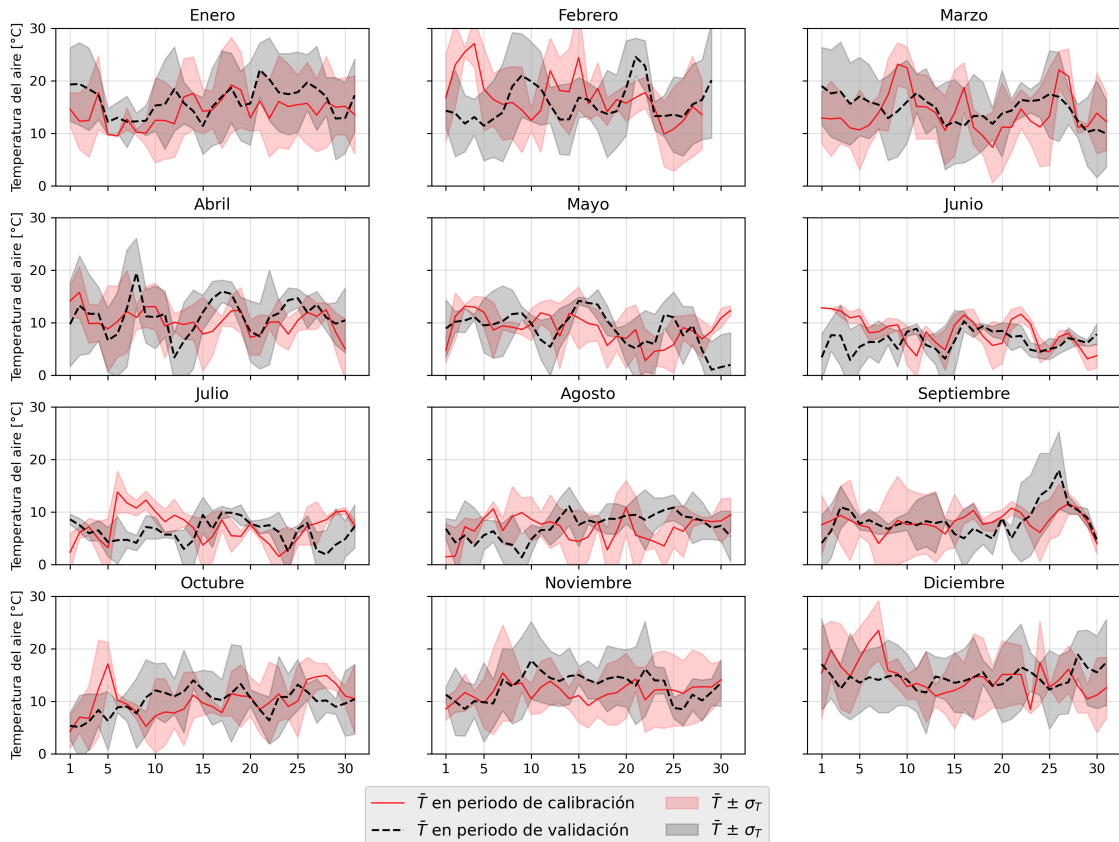 Enero Febrero Marzo
Temperatura del aire [°C]
30
20
10
0
Abril Mayo Junio
Temperatura del aire [°C]
30
20
10
0
Julio Agosto Septiembre
Temperatura del aire [°C]
30
20
10
0
Octubre Noviembre Diciembre
Temperatura del aire [°C]
30
20
10
0
1 5 10 15 20 25 30 1 5 10 15 20 25 30 1 5 10 15 20 25 30
T̄ en periodo de calibración T̄ ± σ_T
T̄ en periodo de validación T̄ ± σ_T